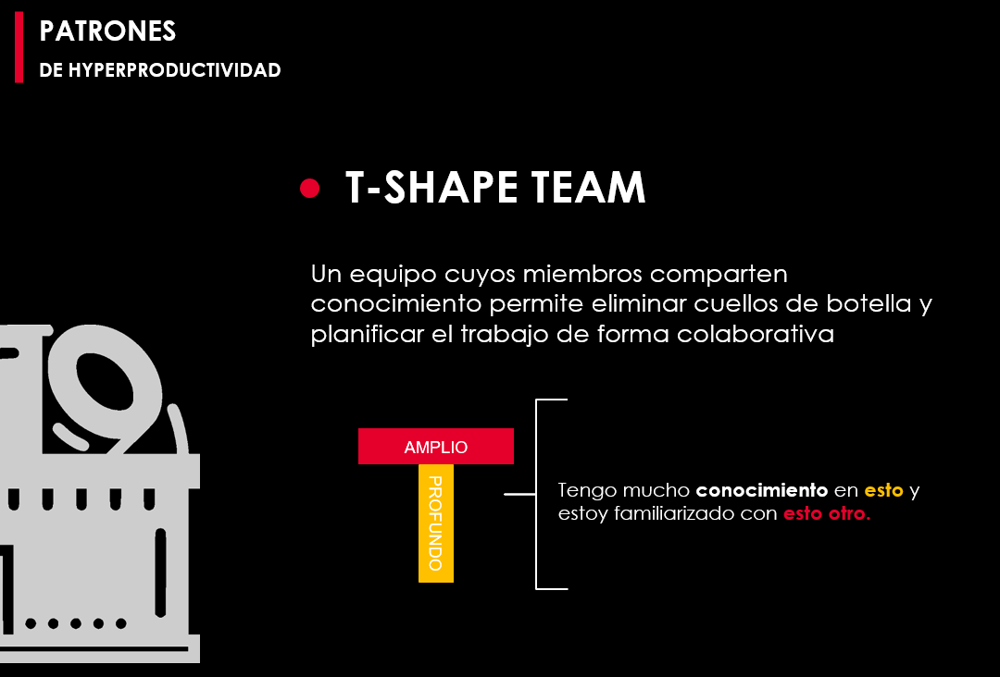 PATRONES
DE HYPERPRODUCTIVIDAD
T-SHAPE TEAM
Un equipo cuyos miembros comparten
conocimiento permite eliminar cuellos de botella y
planificar el trabajo de forma colaborativa
AMPLIO
PROFUNDO
Tengo mucho conocimiento en esto y
estoy familiarizado con esto otro.